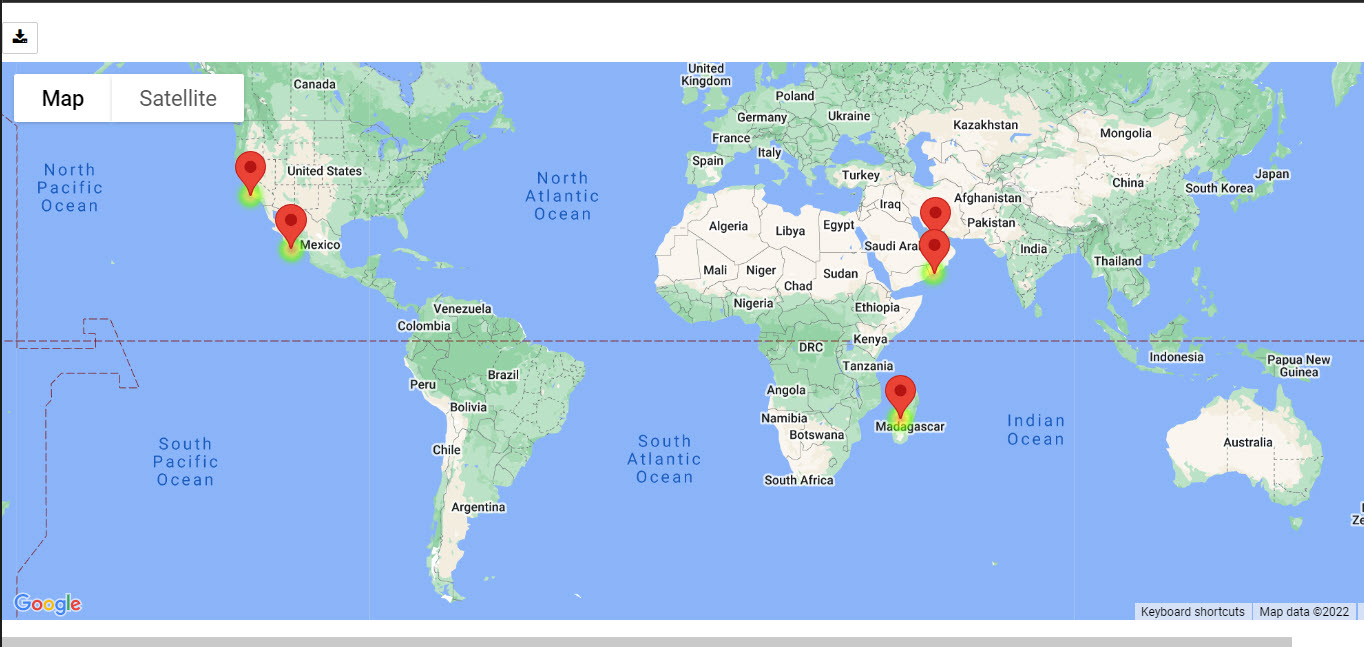 Map
Satellite
Canada
United
Kingdom
Poland
Germany
Ukraine
France
Kazakhstan
Mongolia
Italy
Spain
United States
North
Pacific
Ocean
North
Atlantic
Ocean
Turkey
Japan
China
South Korea
Iraq
Afghanistan
Pakistan
Algeria
Libya
Egypt
Saudi Ara
India
Mexico
Thailand
Mali
Niger
Sudan
Chad
Nigeria
Ethiopia
Venezuela
Colombia
Kenya
DRC
Tanzania
Indonesia
Papua New
Guinea
Peru
Brazil
Angola
Bolivia
Namibia
Botswana
Madagascar
Indian
Ocean
Australia
South
Pacific
Ocean
Chile
South
Atlantic
Ocean
South Africa
Argentina
Ze
Google
Keyboard shortcuts
Map data ©2022